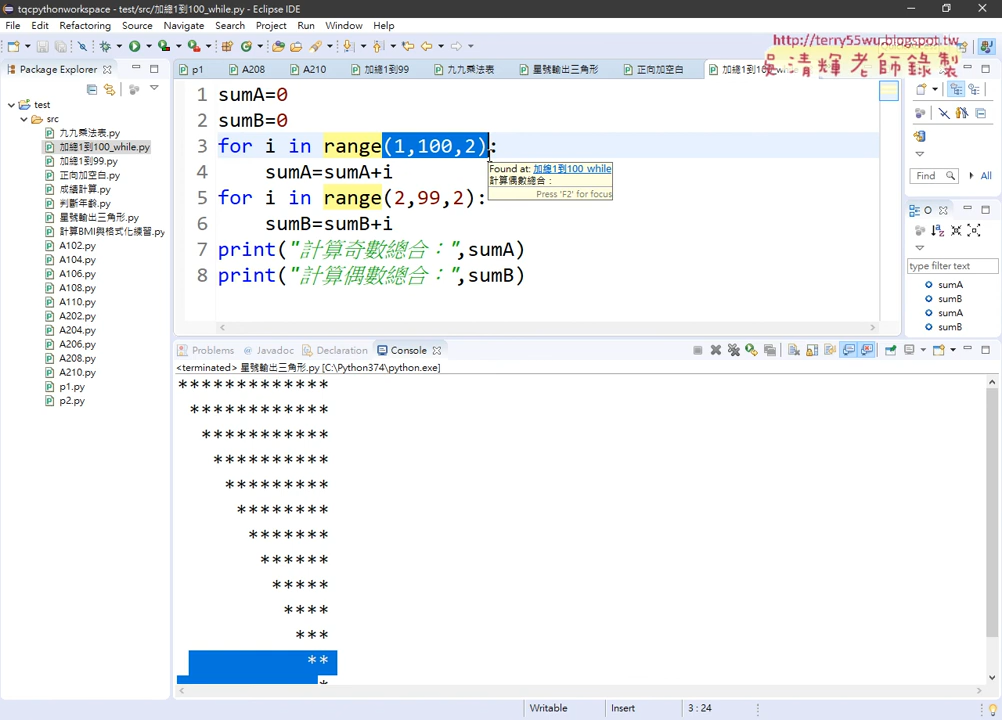 tqcpythonworkspace - test/src/加總1到100_while.py - Eclipse IDE
File Edit Refactoring Source Navigate Search Project Run Window Help
http://terry55wu.blogspot.tw
吳清輝老師錄製
Package Explorer
p1 A208 A210 加總1到99 九九乘法表 星號輸出三角形 正向加空白 加總1到100_while
test
src
九九乘法表.py
加總1到100_while.py
加總1到99.py
正向加空白.py
成績計算.py
判斷年齡.py
星號輸出三角形.py
計算BMI與格式化練習.py
A102.py
A104.py
A106.py
A108.py
A110.py
A202.py
A204.py
A206.py
A208.py
A210.py
p1.py
p2.py
1 sumA=0
2 sumB=0
3 for i in range(1,100,2):
4 sumA=sumA+i
5 for i in range(2,99,2):
6 sumB=sumB+i
7 print("計算奇數總合：",sumA)
8 print("計算偶數總合：",sumB)
Found at: 加總1到100_while
計算偶數總合：
Press 'F2' for focus
Find All
type filter text
sumA
sumB
sumA
sumB
Problems Javadoc Declaration Console
<terminated> 星號輸出三角形.py [C:\Python374\python.exe]
*************
************
***********
**********
*********
********
*******
******
*****
****
***
**
*
Writable Insert 3 : 24